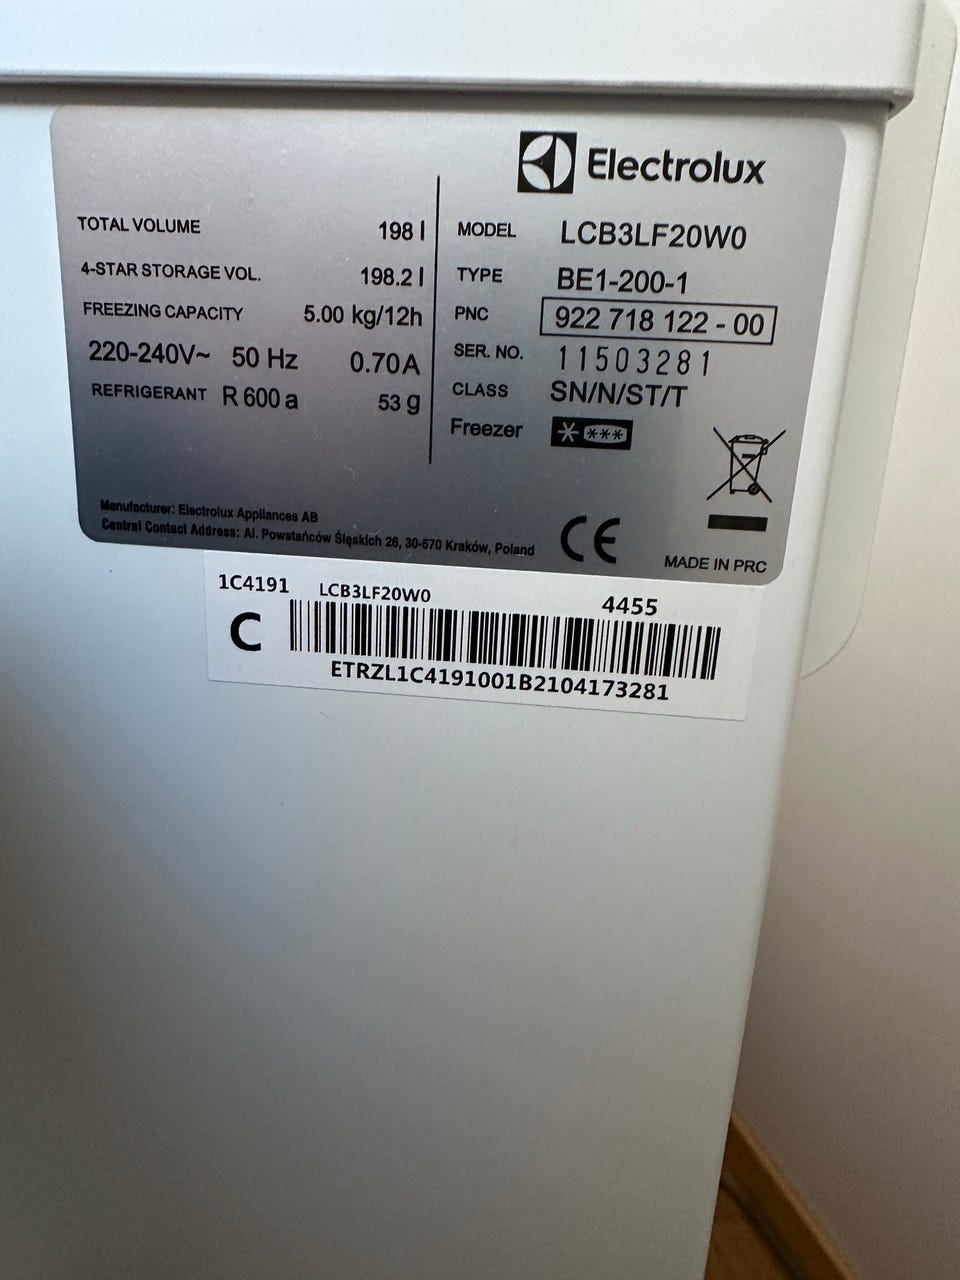 Electrolux
TOTAL VOLUME 198 l
4-STAR STORAGE VOL. 198.2 l
FREEZING CAPACITY 5.00 kg/12h
220-240V~ 50 Hz 0.70 A
REFRIGERANT R 600 a 53 g
MODEL LCB3LF20W0
TYPE BE1-200-1
PNC 922 718 122 - 00
SER. NO. 11503281
CLASS SN/N/ST/T
Freezer
Manufacturer: Electrolux Appliances AB
Central Contact Address: Al. Powstańców Śląskich 26, 30-570 Kraków, Poland
CE
MADE IN PRC
1C4191 LCB3LF20W0 4455
C
ETRZL1C4191001B2104173281